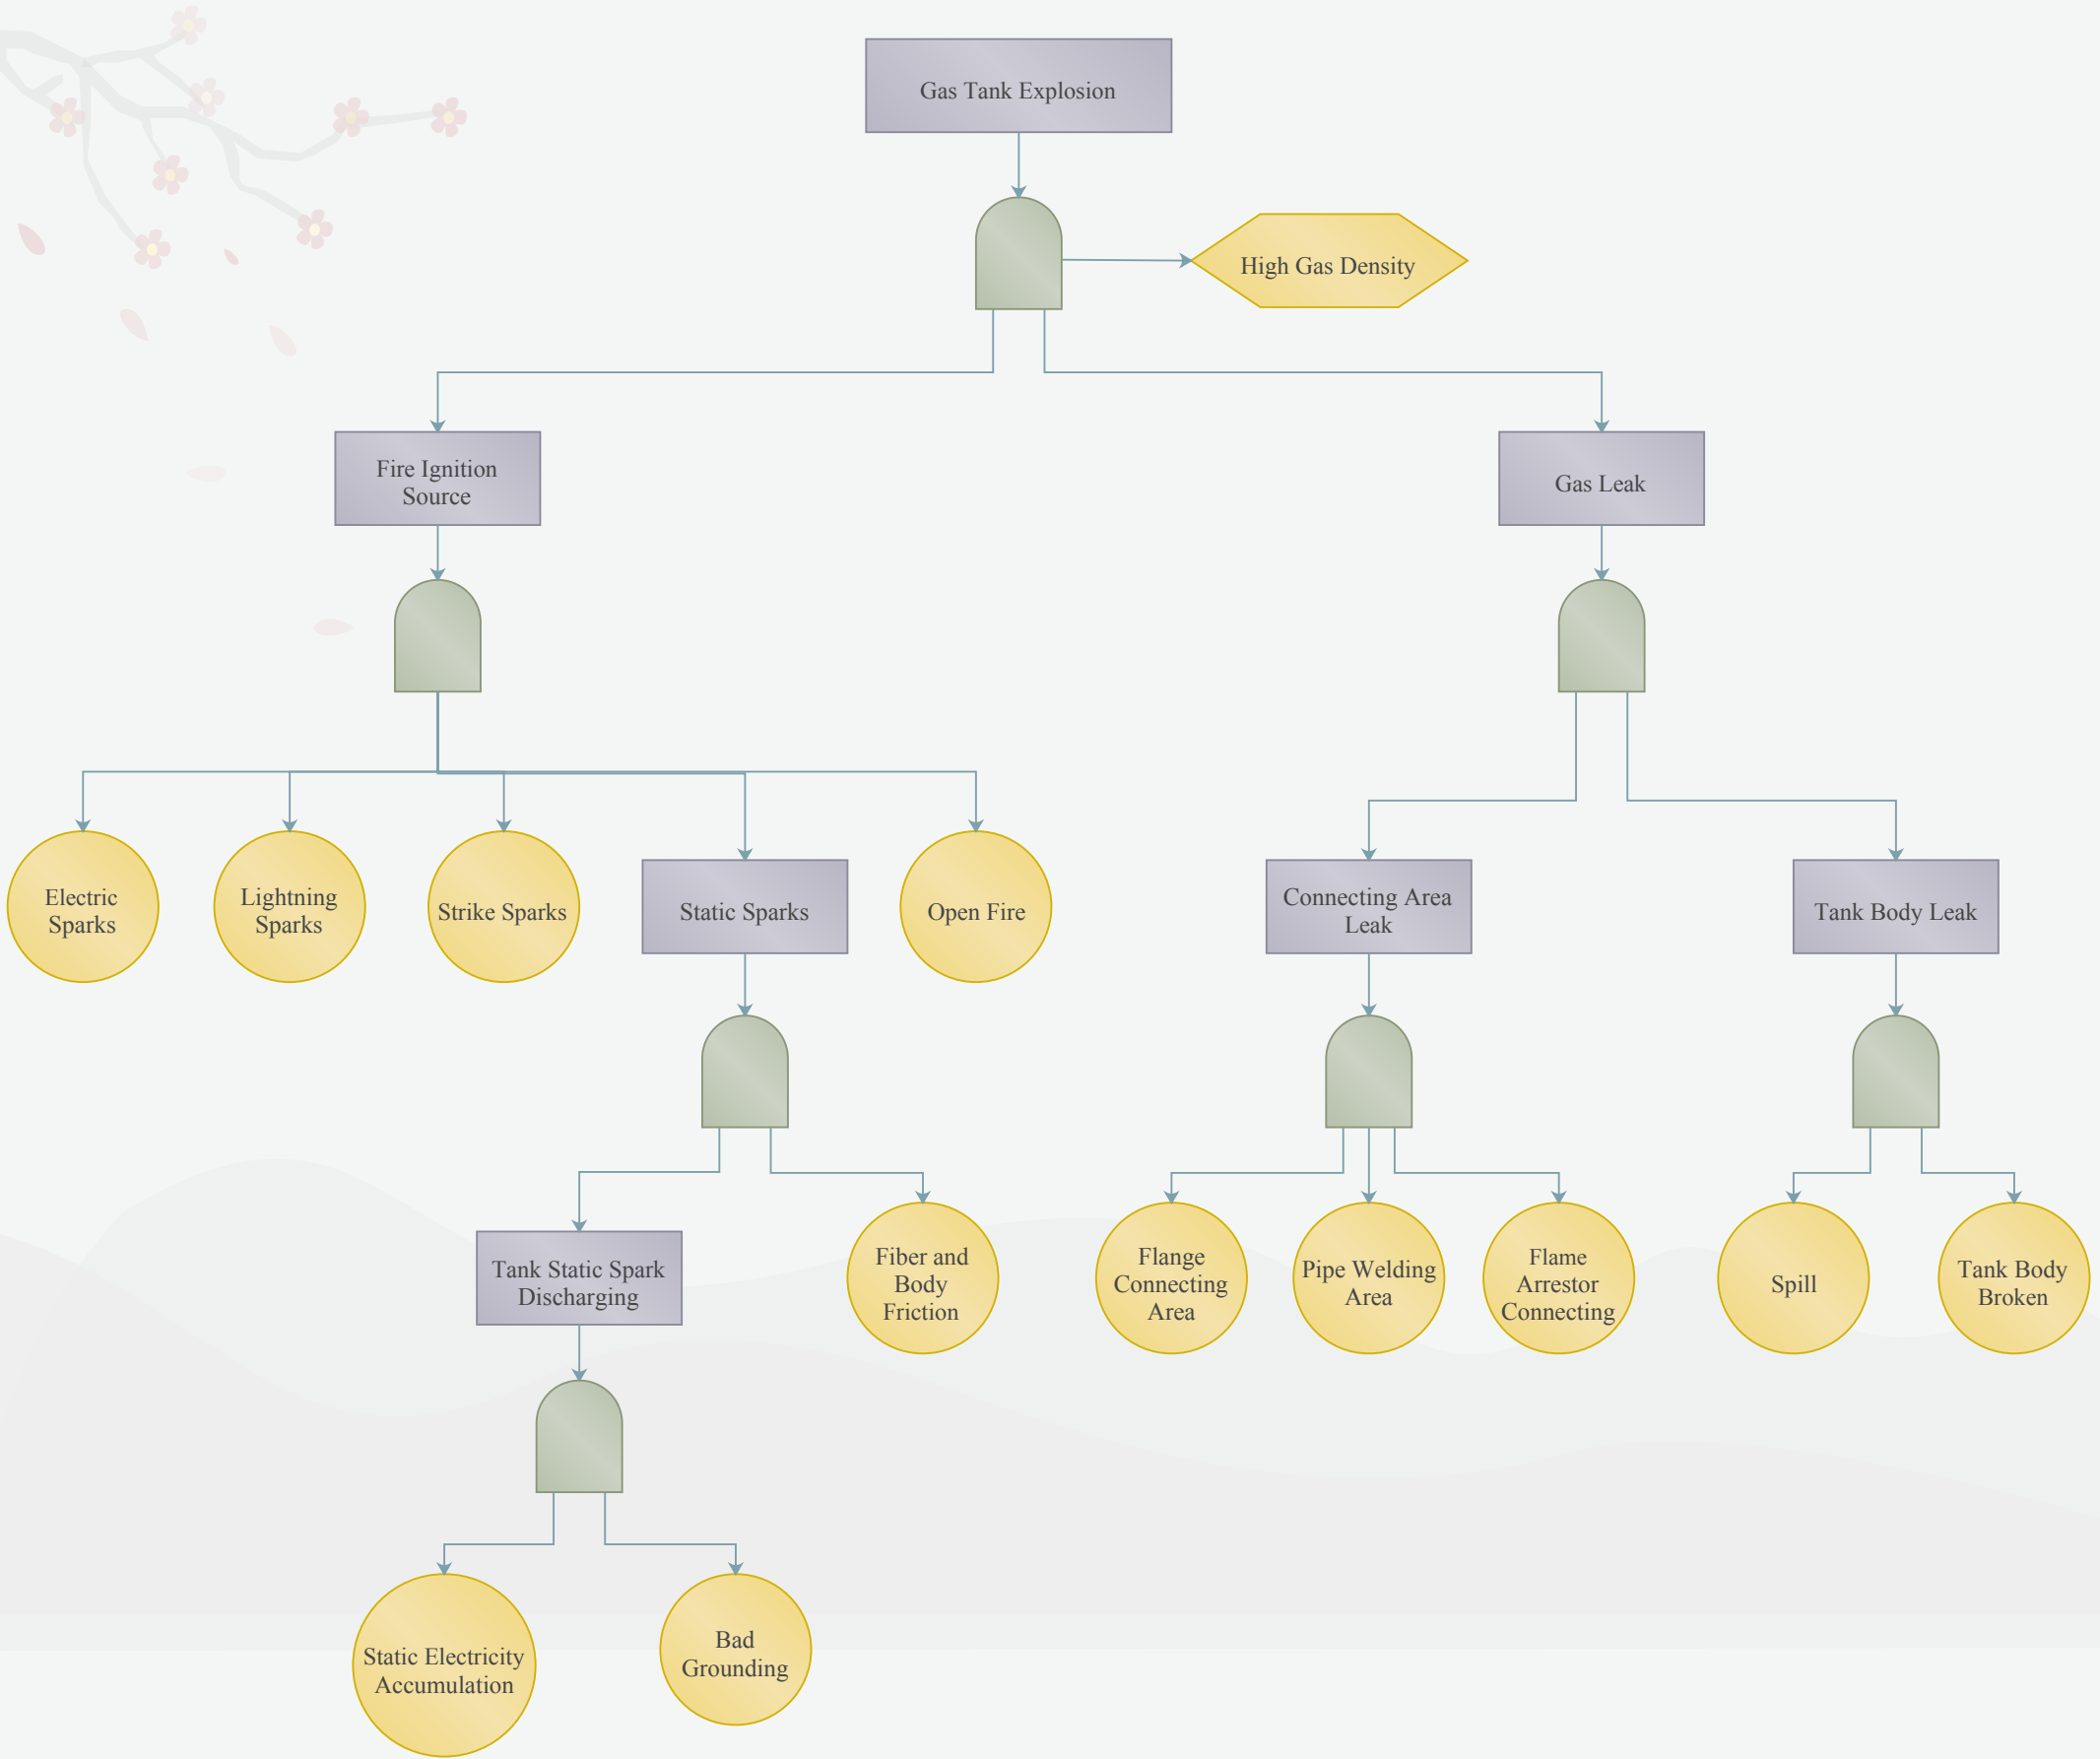 Gas Tank Explosion
High Gas Density
Fire Ignition
Source
Gas Leak
Electric
Sparks
Lightning
Sparks
Strike Sparks
Static Sparks
Open Fire
Connecting Area
Leak
Tank Body Leak
Tank Static Spark
Discharging
Fiber and
Body
Friction
Flange
Connecting
Area
Pipe Welding
Area
Flame
Arrestor
Connecting
Spill
Tank Body
Broken
Static Electricity
Accumulation
Bad
Grounding